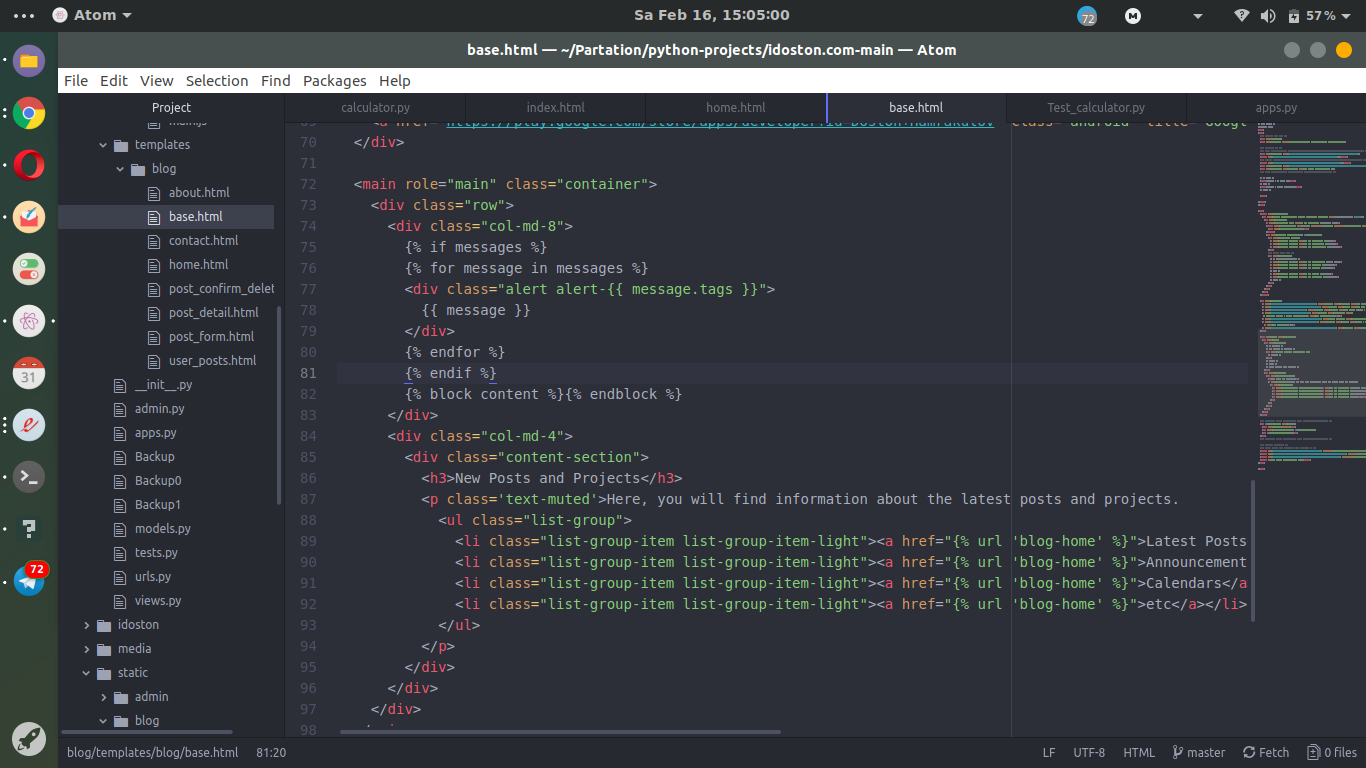 Atom
Sa Feb 16, 15:05:00
72
M
57%
base.html — ~/Partation/python-projects/idoston.com-main — Atom
File Edit View Selection Find Packages Help
Project
calculator.py
index.html
home.html
base.html
Test_calculator.py
apps.py
main.js
templates
blog
about.html
base.html
contact.html
home.html
post_confirm_delet
post_detail.html
post_form.html
user_posts.html
__init__.py
admin.py
apps.py
Backup
Backup0
Backup1
models.py
tests.py
urls.py
views.py
idoston
media
static
admin
blog
31
72
70 </div>
71
72 <main role="main" class="container">
73 <div class="row">
74 <div class="col-md-8">
75 {% if messages %}
76 {% for message in messages %}
77 <div class="alert alert-{{ message.tags }}">
78 {{ message }}
79 </div>
80 {% endfor %}
81 {% endif %}
82 {% block content %}{% endblock %}
83 </div>
84 <div class="col-md-4">
85 <div class="content-section">
86 <h3>New Posts and Projects</h3>
87 <p class='text-muted'>Here, you will find information about the latest posts and projects.
88 <ul class="list-group">
89 <li class="list-group-item list-group-item-light"><a href="{% url 'blog-home' %}">Latest Posts
90 <li class="list-group-item list-group-item-light"><a href="{% url 'blog-home' %}">Announcement
91 <li class="list-group-item list-group-item-light"><a href="{% url 'blog-home' %}">Calendars</a
92 <li class="list-group-item list-group-item-light"><a href="{% url 'blog-home' %}">etc</a></li>
93 </ul>
94 </p>
95 </div>
96 </div>
97 </div>
98
blog/templates/blog/base.html 81:20
LF UTF-8 HTML master Fetch 0 files